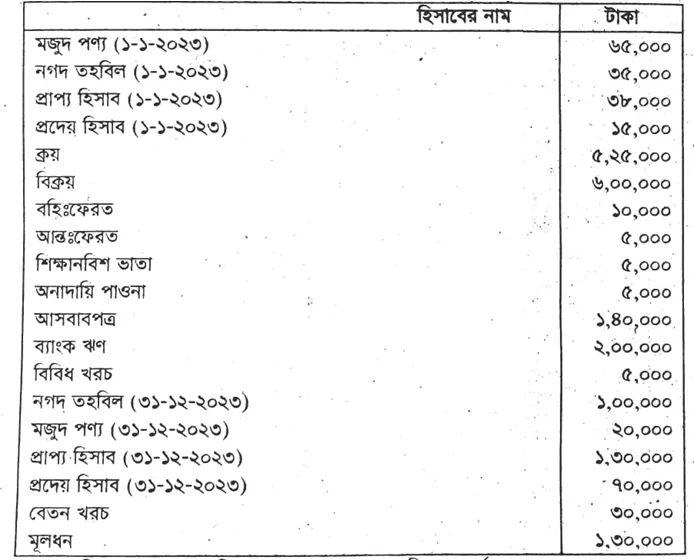 হিসাবের নাম টাকা
মজুদ পণ্য (১-১-২০২৩) ৬৫,০০০
নগদ তহবিল (১-১-২০২৩) ৩৫,০০০
প্রাপ্য হিসাব (১-১-২০২৩) ৩৮,০০০
প্রদেয় হিসাব (১-১-২০২৩) ১৫,০০০
ক্রয় ৫,২৫,০০০
বিক্রয় ৬,০০,০০০
বহিঃফেরত ১০,০০০
আন্তঃফেরত ৫,০০০
শিক্ষানবিশ ভাতা ৫,০০০
অনাদায়ি পাওনা ৫,০০০
আসবাবপত্র ১,৪০,০০০
ব্যাংক ঋণ ২,০০,০০০
বিবিধ খরচ ৫,০০০
নগদ তহবিল (৩১-১২-২০২৩) ১,০০,০০০
মজুদ পণ্য (৩১-১২-২০২৩) ২০,০০০
প্রাপ্য হিসাব (৩১-১২-২০২৩) ১,৩০,০০০
প্রদেয় হিসাব (৩১-১২-২০২৩) ৭০,০০০
বেতন খরচ ৩০,০০০
মূলধন ১,৩০,০০০